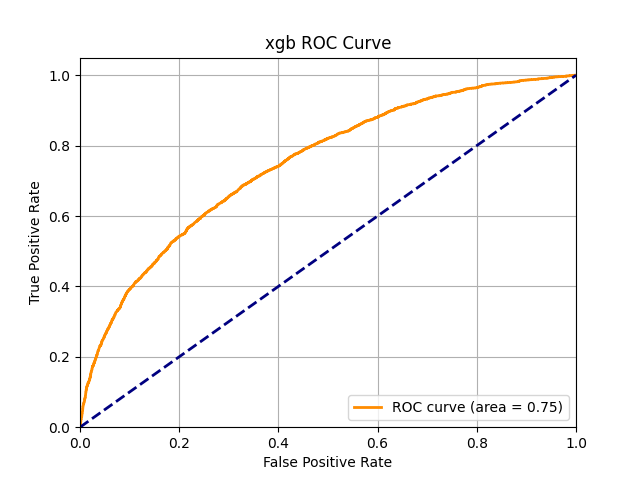 xgb ROC Curve
True Positive Rate
1.0
0.8
0.6
0.4
0.2
0.0
ROC curve (area = 0.75)
0.0 0.2 0.4 0.6 0.8 1.0
False Positive Rate